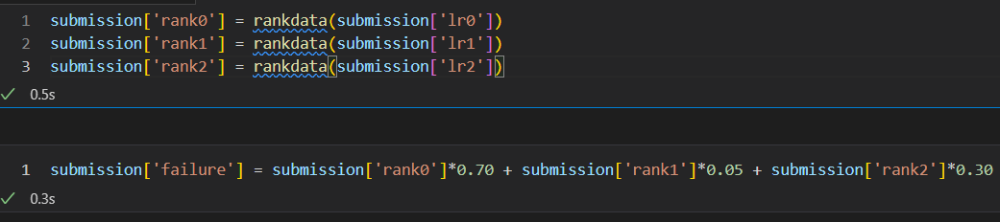 1 submission['rank0'] = rankdata(submission['lr0'])
2 submission['rank1'] = rankdata(submission['lr1'])
3 submission['rank2'] = rankdata(submission['lr2'])
0.5s
1 submission['failure'] = submission['rank0']*0.70 + submission['rank1']*0.05 + submission['rank2']*0.30
0.3s